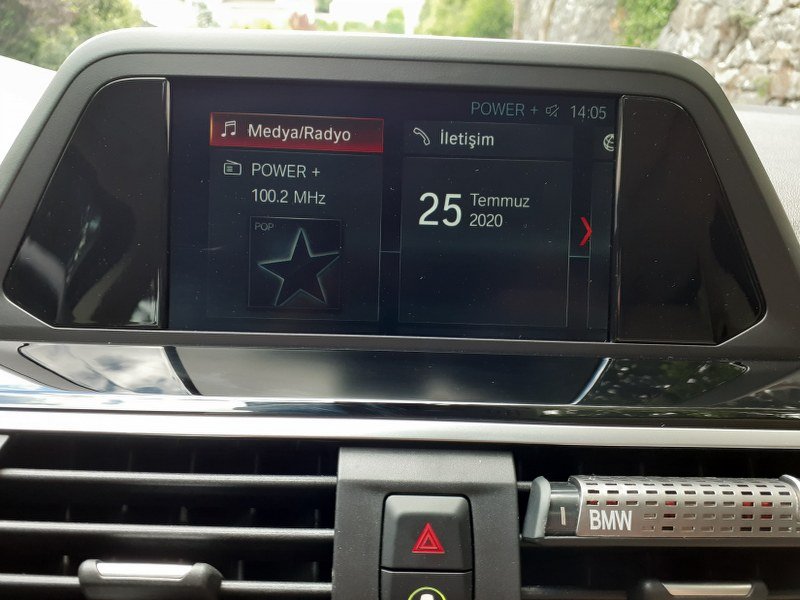 POWER + 14:05
Medya/Radyo
İletişim
POWER +
100.2 MHz
POP
25 Temmuz
2020
BMW